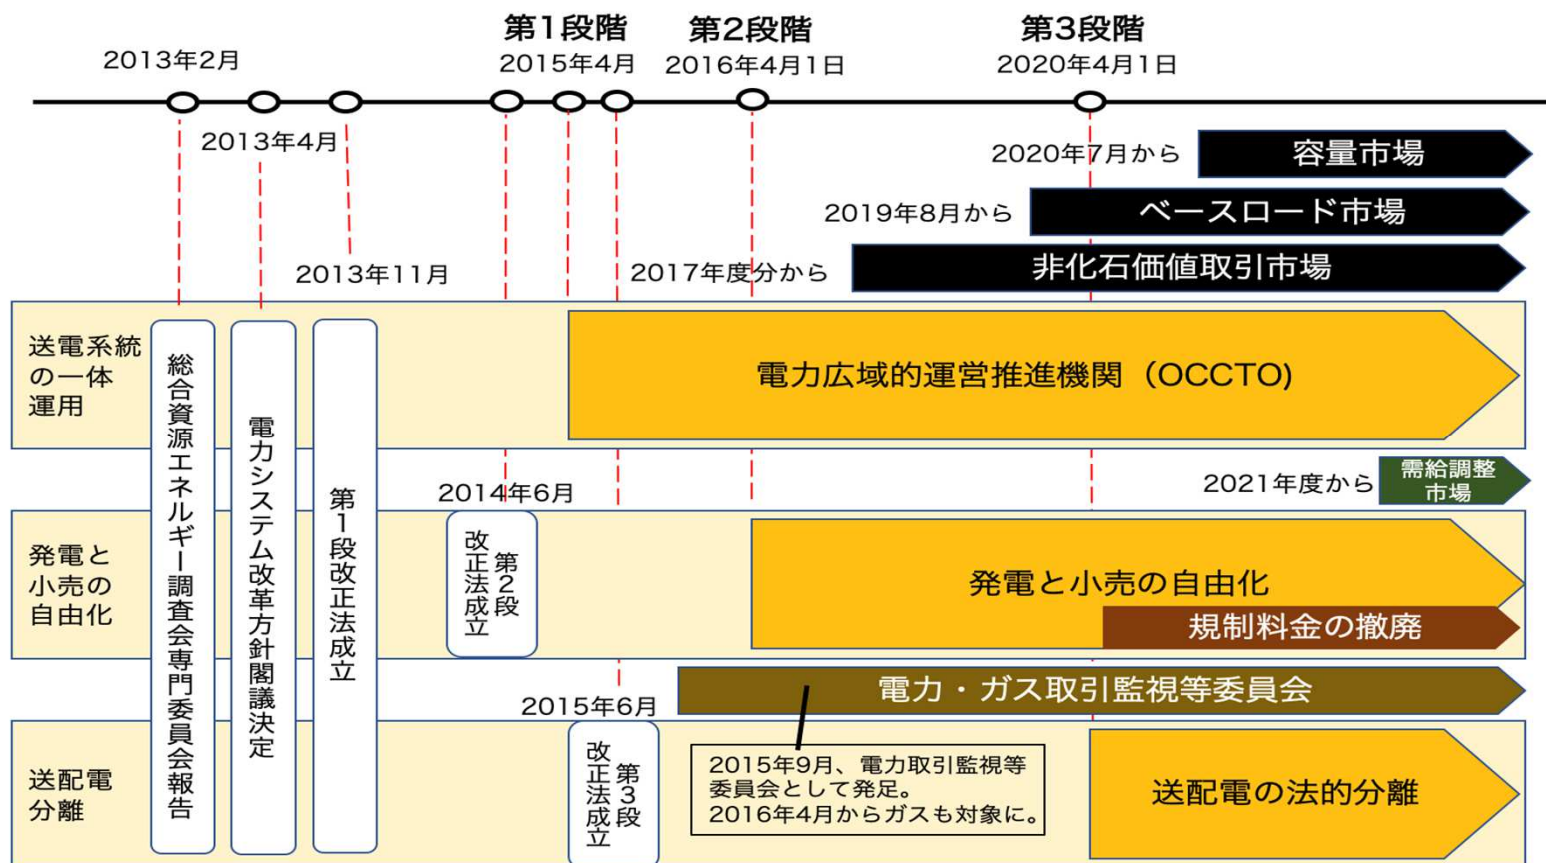 第1段階
第2段階
第3段階
2013年2月
2015年4月
2016年4月1日
2020年4月1日
2013年4月
2013年11月
2020年7月から
容量市場
2019年8月から
ベースロード市場
2017年度分から
非化石価値取引市場
送電系統
の一体
運用
総合資源エネルギー調査会専門委員会報告
電力システム改革方針閣議決定
第1段改正法成立
電力広域的運営推進機関（OCCTO)
2021年度から
需給調整
市場
発電と
小売の
自由化
2014年6月
第2段
改正法成立
発電と小売の自由化
規制料金の撤廃
電力・ガス取引監視等委員会
2015年6月
送配電
分離
第3段
改正法成立
2015年9月、電力取引監視等
委員会として発足。
2016年4月からガスも対象に。
送配電の法的分離